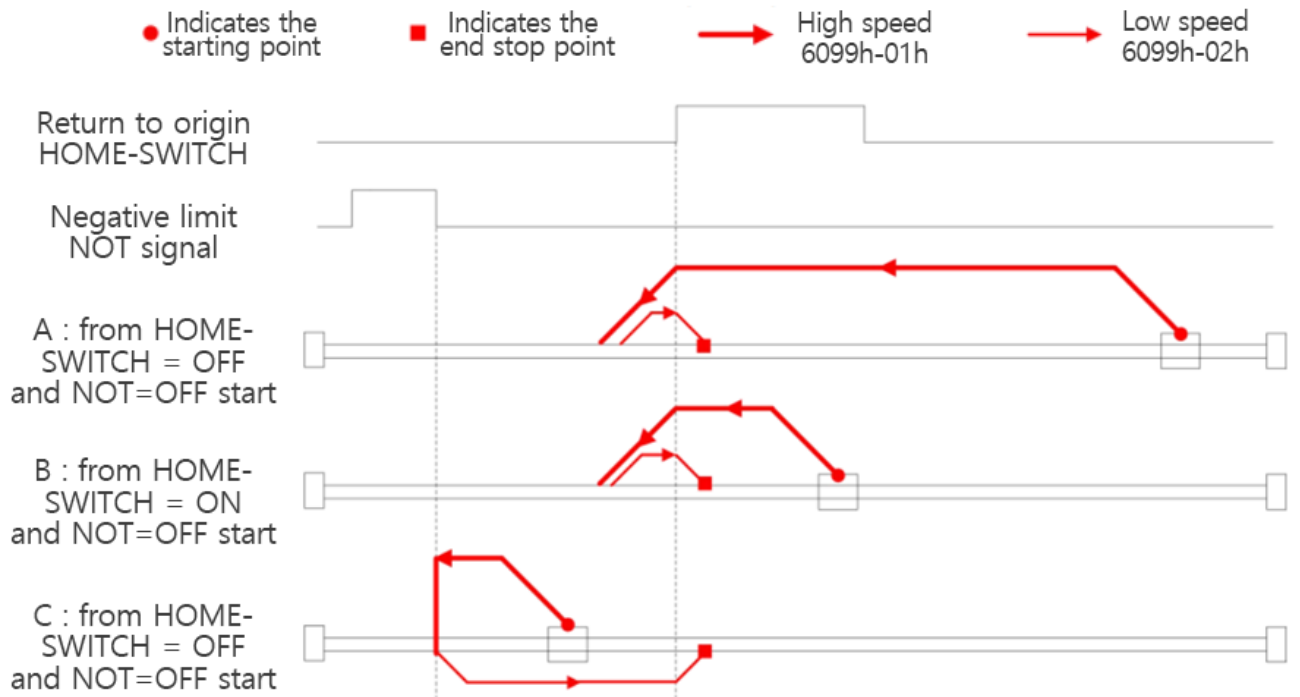 Indicates the
starting point
Indicates the
end stop point
High speed
6099h-01h
Low speed
6099h-02h
Return to origin
HOME-SWITCH
Negative limit
NOT signal
A : from HOME-
SWITCH = OFF
and NOT=OFF start
B : from HOME-
SWITCH = ON
and NOT=OFF start
C : from HOME-
SWITCH = OFF
and NOT=OFF start